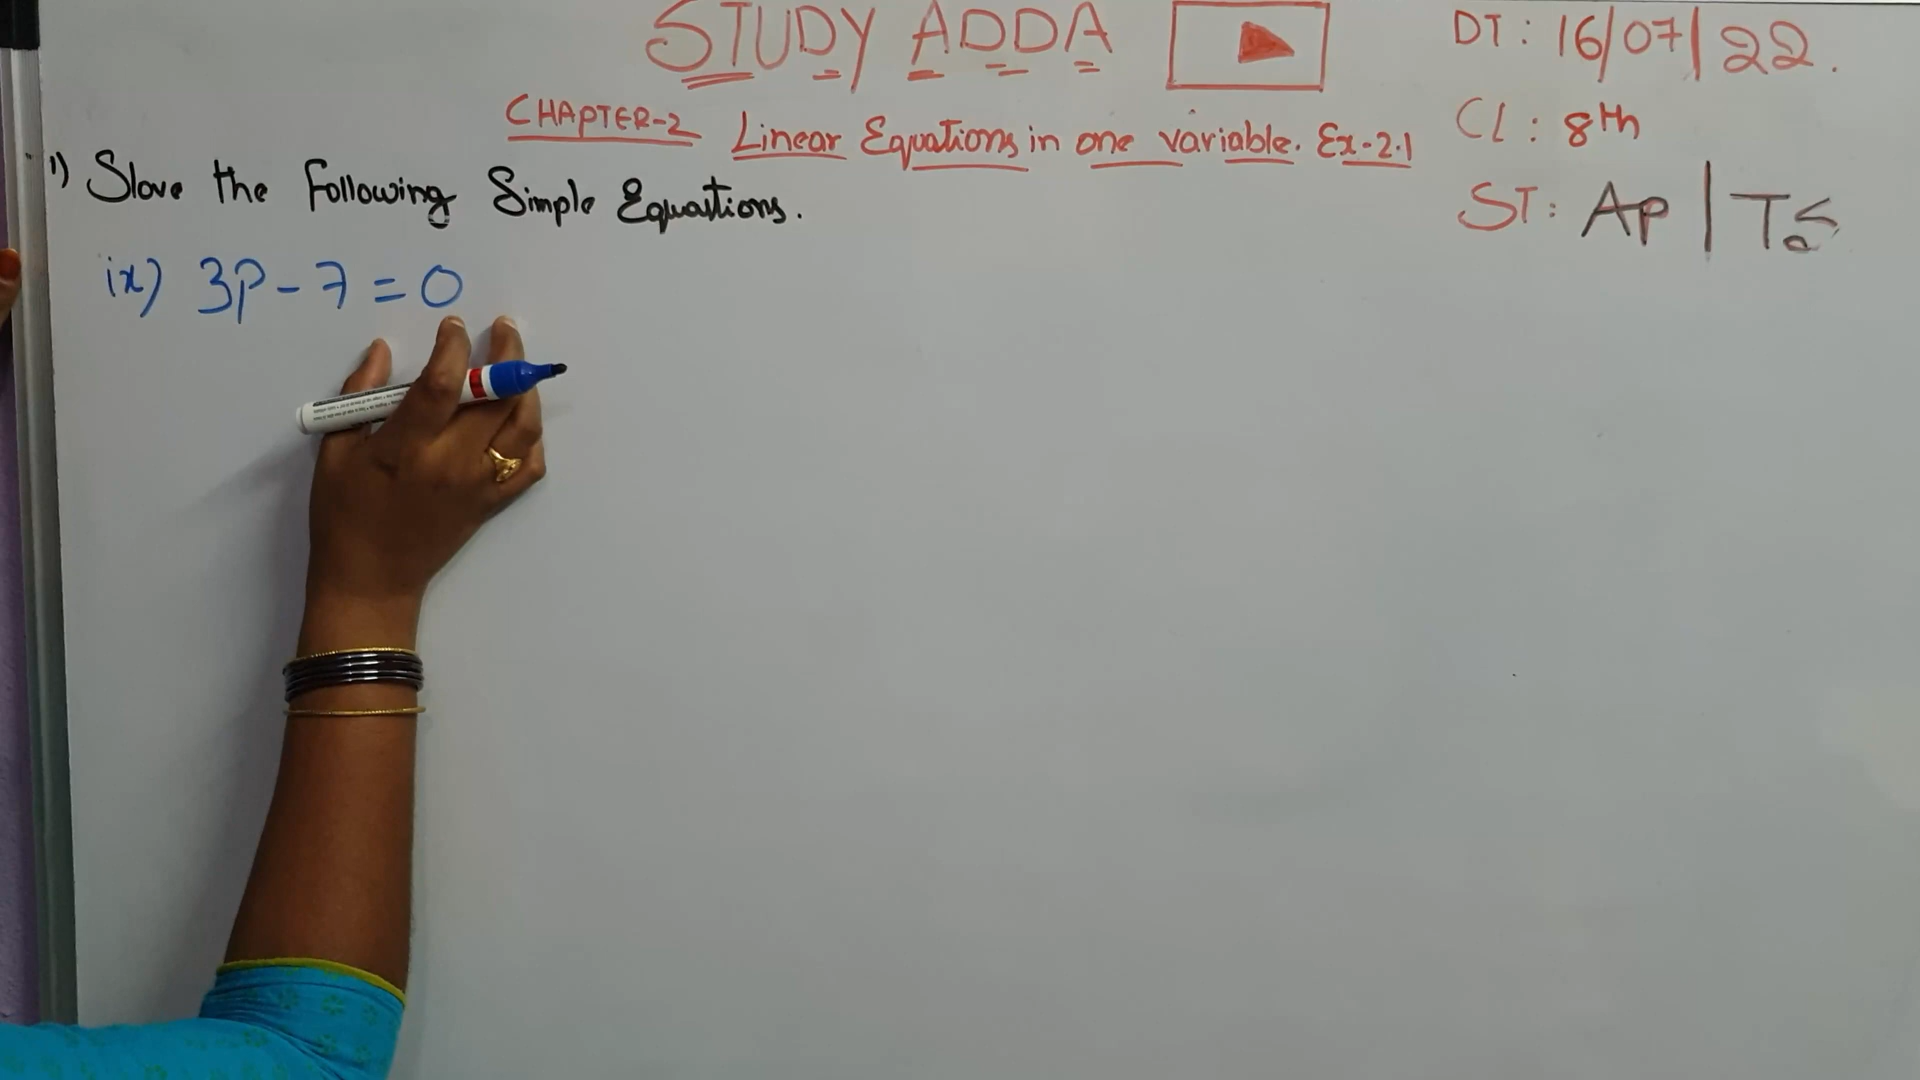 STUDY ADDA
DT: 16/07/22.
CHAPTER-2 Linear Equations in one variable. Ex-2.1
CL: 8th
1) Slove the Following Simple Equastions.
ST: AP | TS
ix) 3p - 7 = 0